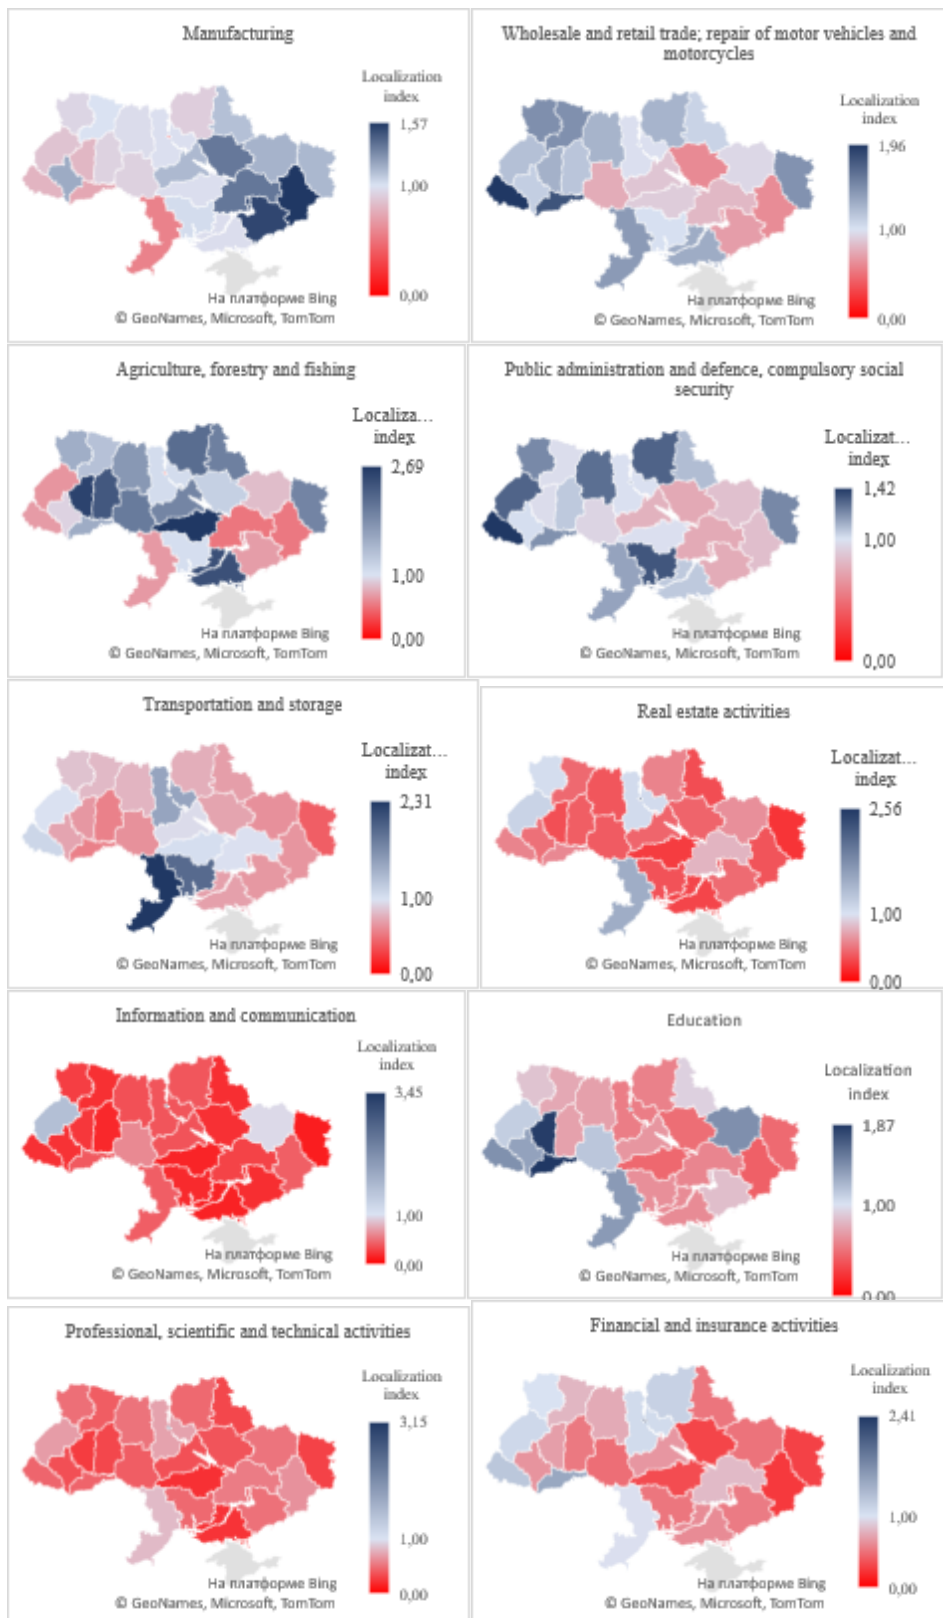 Manufacturing
Localization
index
1,57
1,00
0,00
На платформе Bing
© GeoNames, Microsoft, TomTom
Wholesale and retail trade; repair of motor vehicles and
motorcycles
Localization
index
1,96
1,00
0,00
На платформе Bing
© GeoNames, Microsoft, TomTom
Agriculture, forestry and fishing
Localiza...
index
2,69
1,00
0,00
На платформе Bing
© GeoNames, Microsoft, TomTom
Public administration and defence, compulsory social
security
Localizat...
index
1,42
1,00
0,00
На платформе Bing
© GeoNames, Microsoft, TomTom
Transportation and storage
Localizat...
index
2,31
1,00
0,00
На платформе Bing
© GeoNames, Microsoft, TomTom
Real estate activities
Localizat...
index
2,56
1,00
0,00
На платформе Bing
© GeoNames, Microsoft, TomTom
Information and communication
Localization
index
3,45
1,00
0,00
На платформе Bing
© GeoNames, Microsoft, TomTom
Education
Localization
index
1,87
1,00
0,00
На платформе Bing
© GeoNames, Microsoft, TomTom
Professional, scientific and technical activities
Localization
index
3,15
1,00
0,00
На платформе Bing
© GeoNames, Microsoft, TomTom
Financial and insurance activities
Localization
index
2,41
1,00
0,00
На платформе Bing
© GeoNames, Microsoft, TomTom